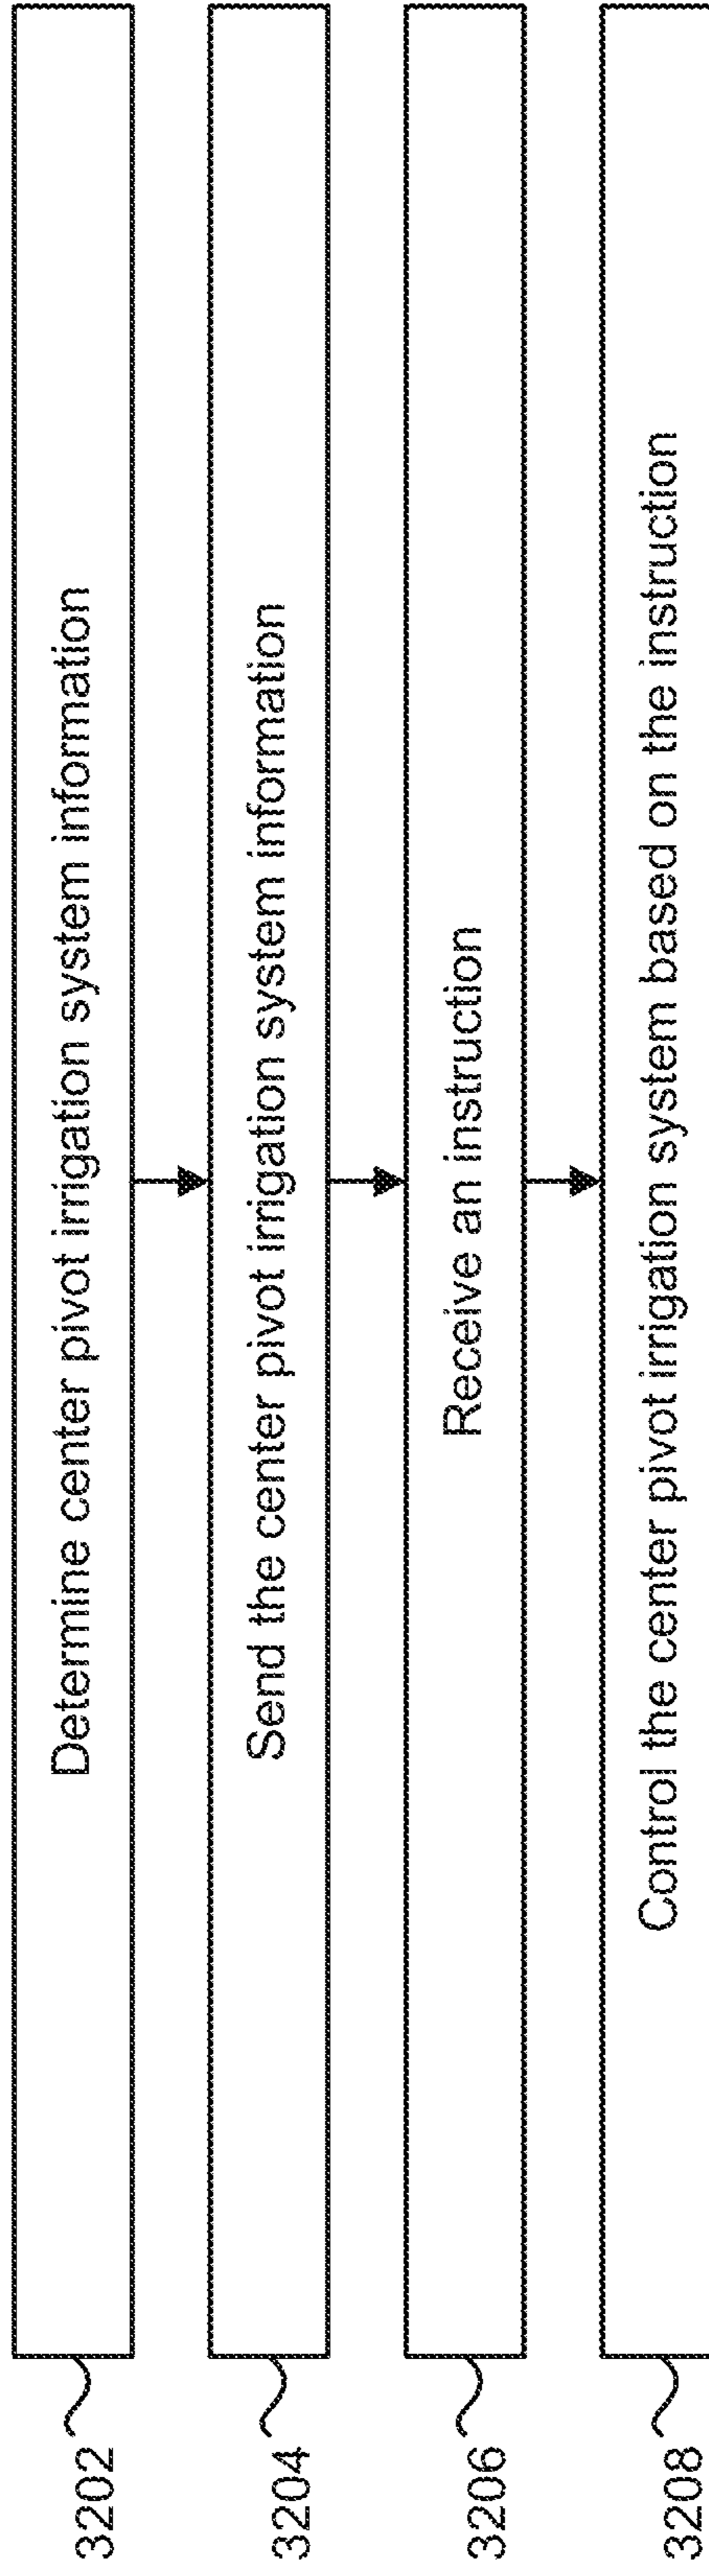 3202
Determine center pivot irrigation system information
3204
Send the center pivot irrigation system information
3206
Receive an instruction
3208
Control the center pivot irrigation system based on the instruction